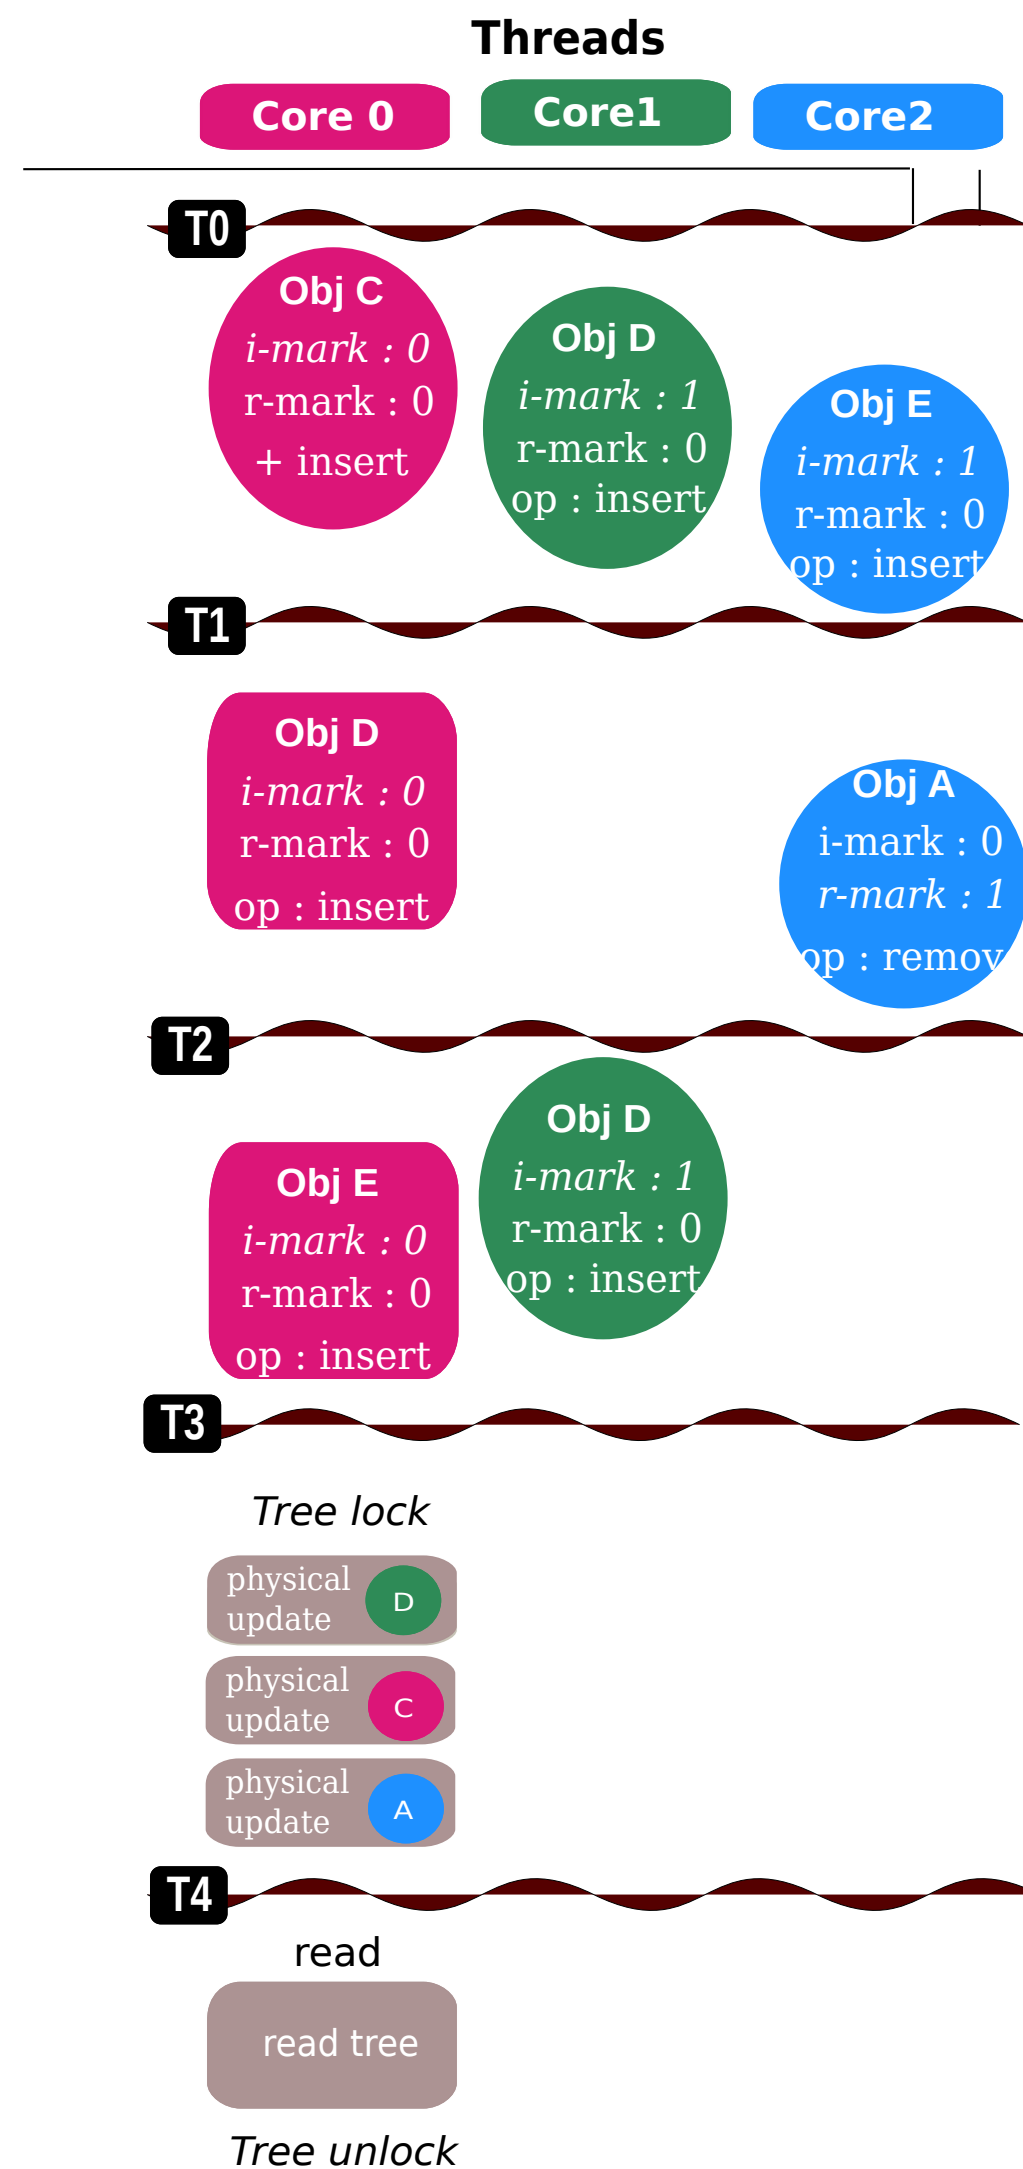 Threads
Core 0
Core1
Core2
T0
Obj C
i-mark : 0
r-mark : 0
+ insert
Obj D
i-mark : 1
r-mark : 0
op : insert
Obj E
i-mark : 1
r-mark : 0
op : insert
T1
Obj D
i-mark : 0
r-mark : 0
op : insert
Obj A
i-mark : 0
r-mark : 1
op : remov
T2
Obj E
i-mark : 0
r-mark : 0
op : insert
Obj D
i-mark : 1
r-mark : 0
op : insert
T3
Tree lock
physical
update
D
physical
update
C
physical
update
A
T4
read
read tree
Tree unlock